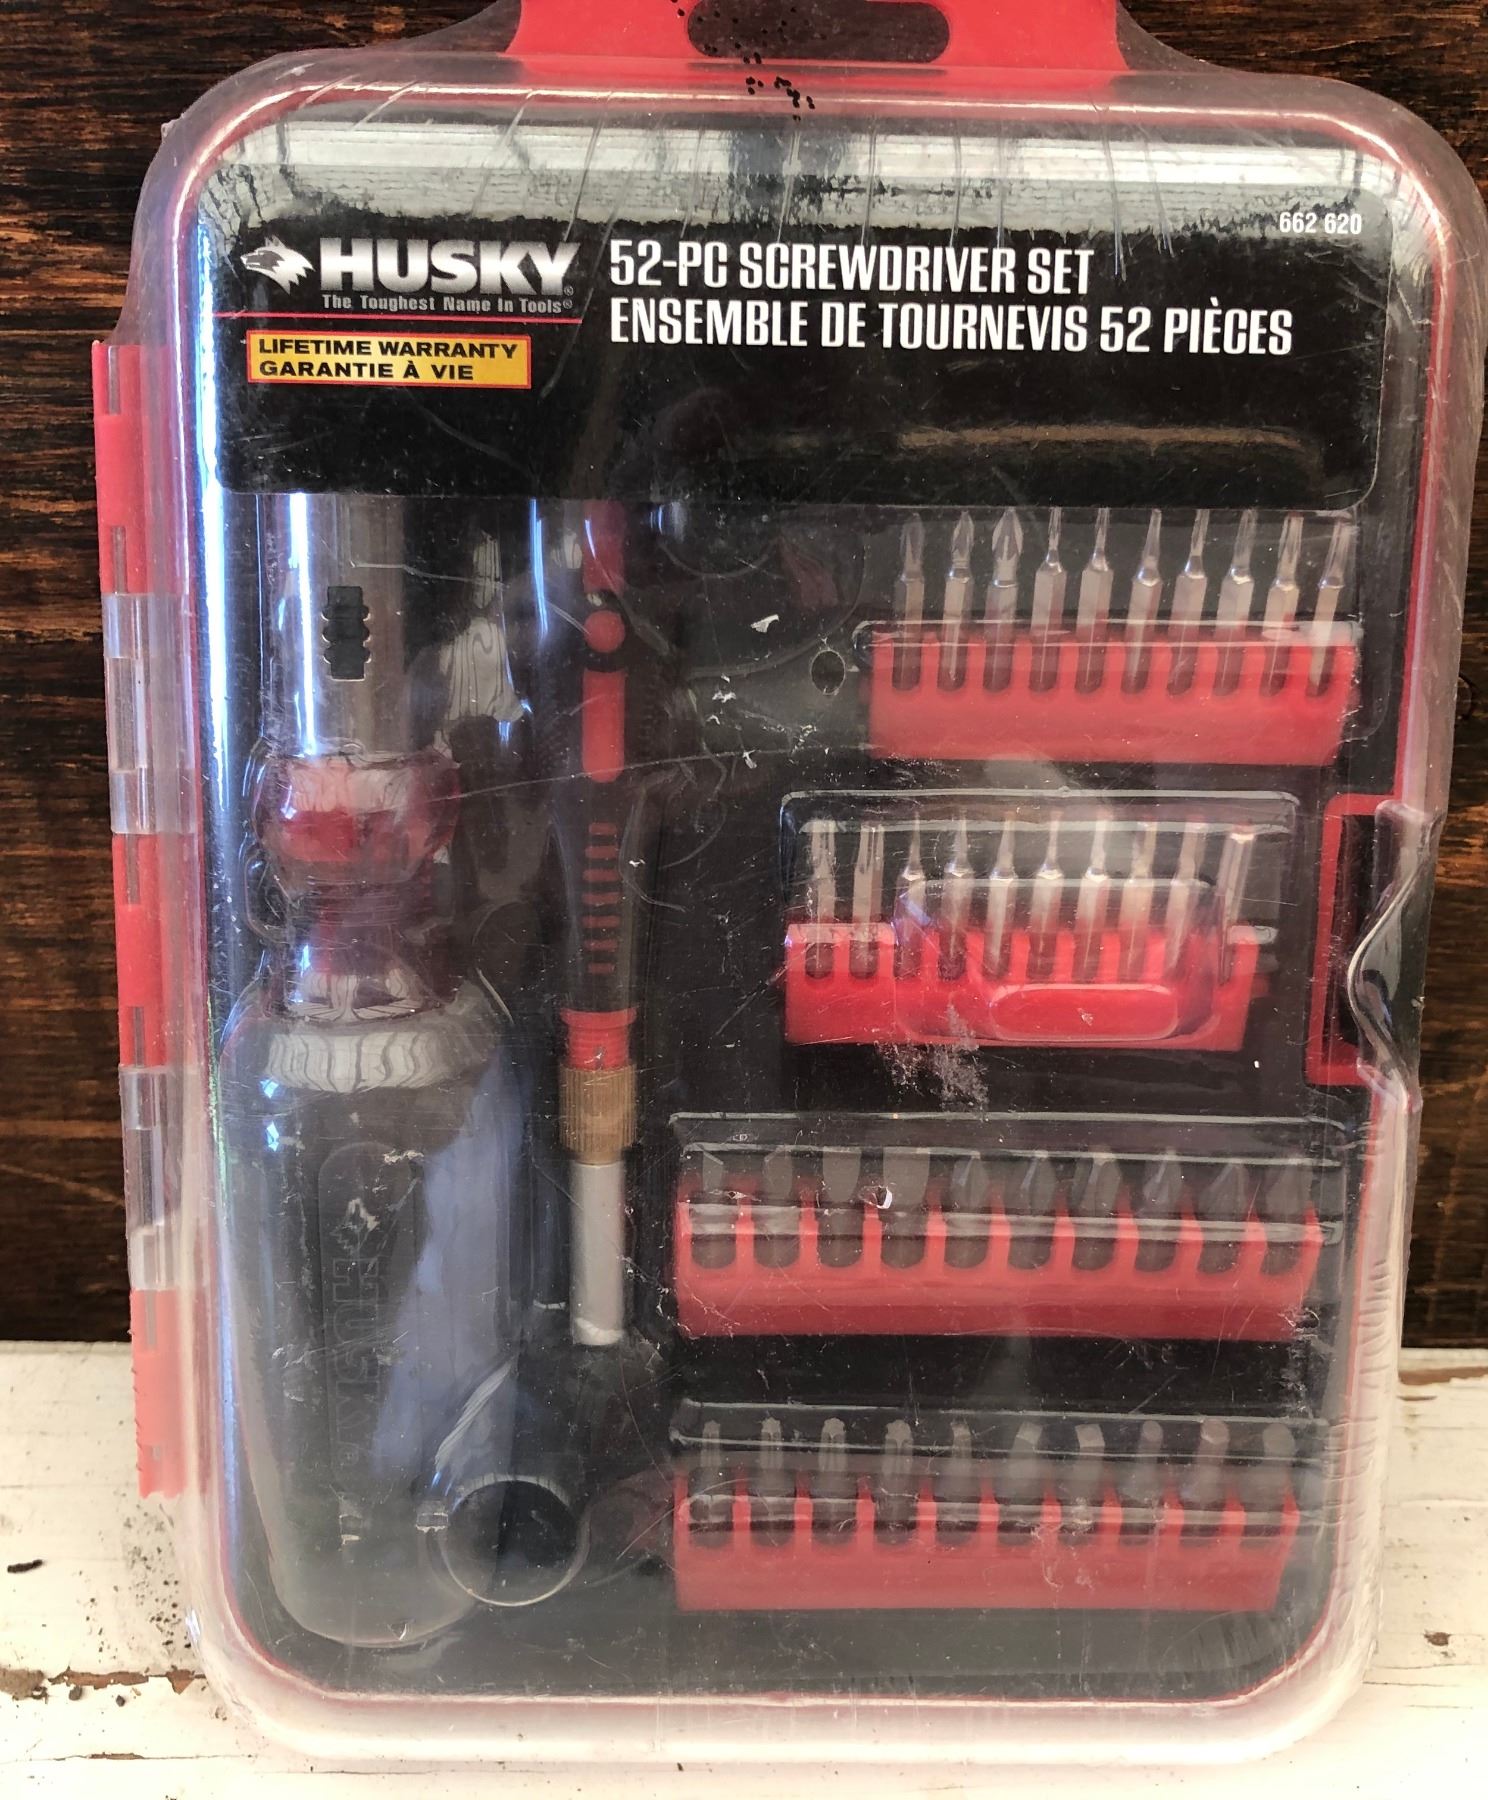 662 620
HUSKY®
The Toughest Name In Tools®
52-PC SCREWDRIVER SET
ENSEMBLE DE TOURNEVIS 52 PIÈCES
LIFETIME WARRANTY
GARANTIE À VIE
HUSKY